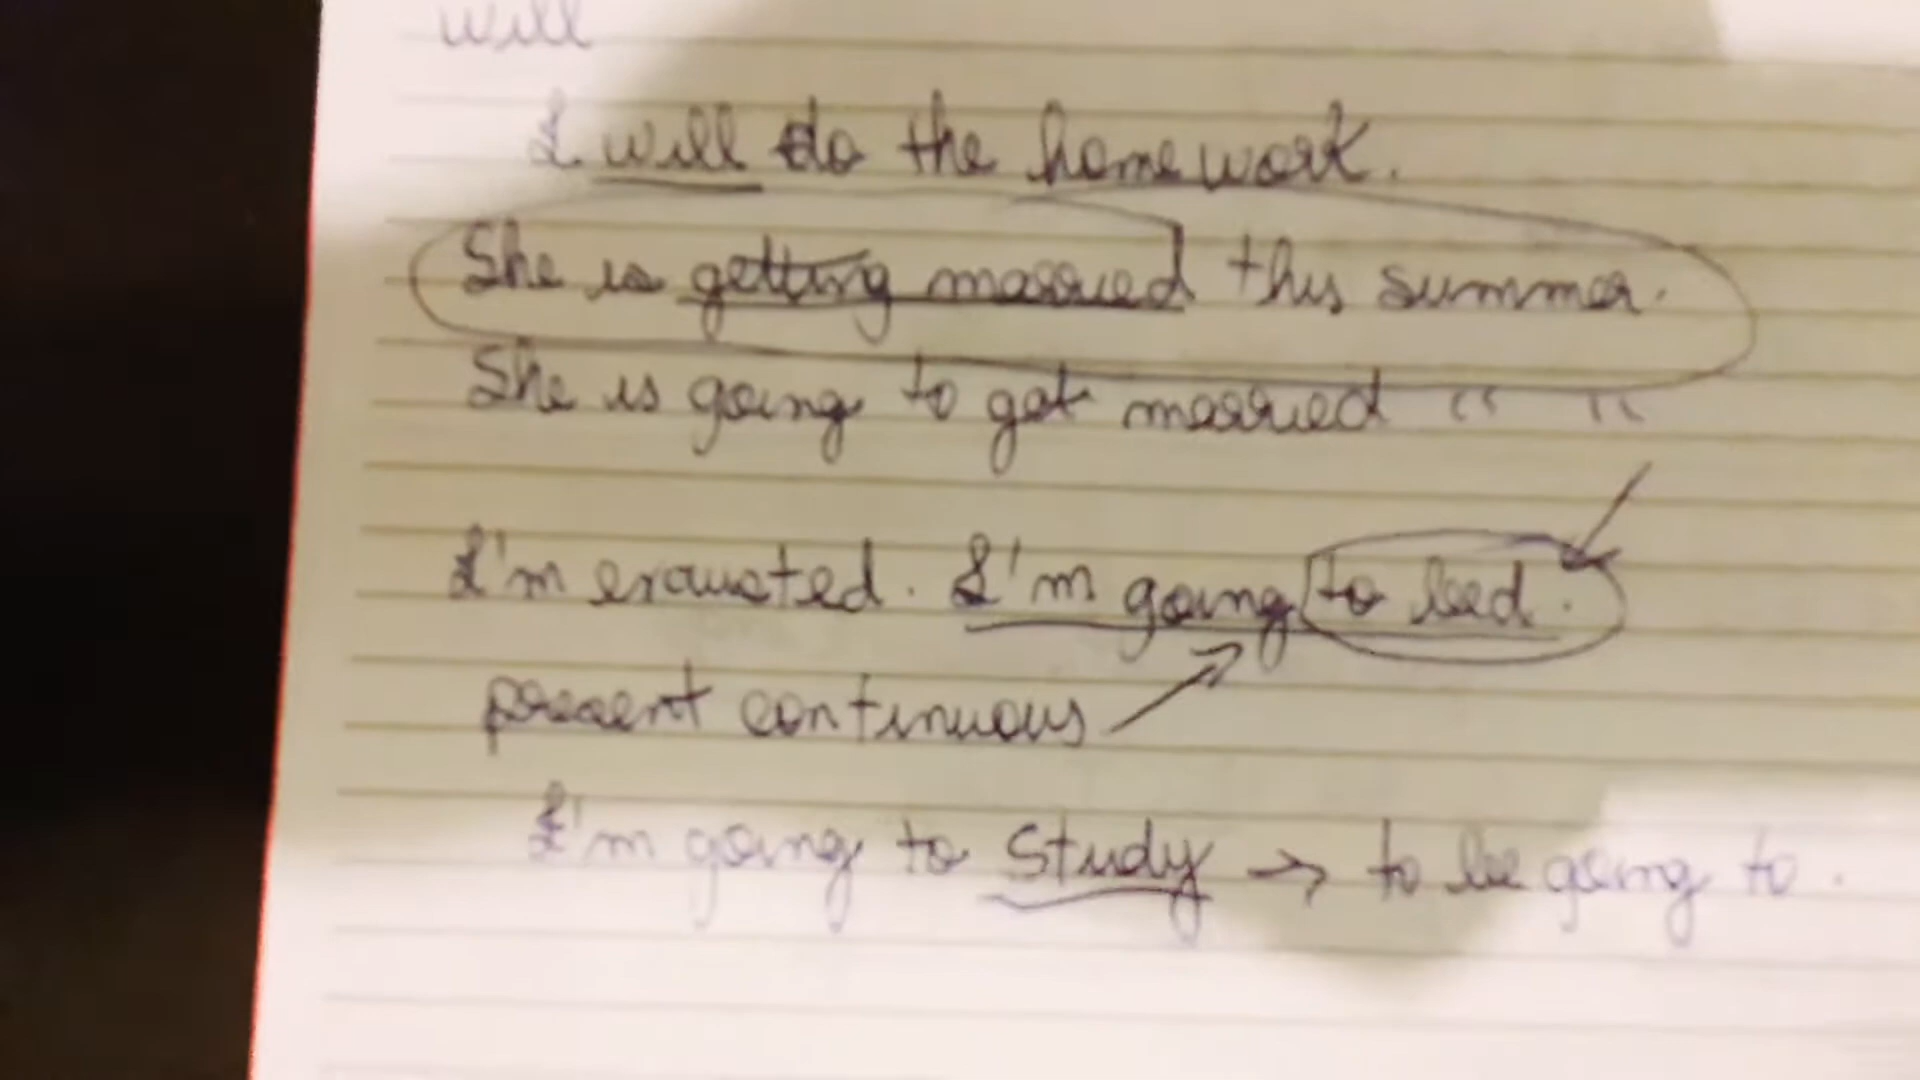 will
I will do the homework.
She is getting married this summer.
She is going to get married " "
I'm exausted. I'm going to bed.
present continuous
I'm going to study → to be going to.